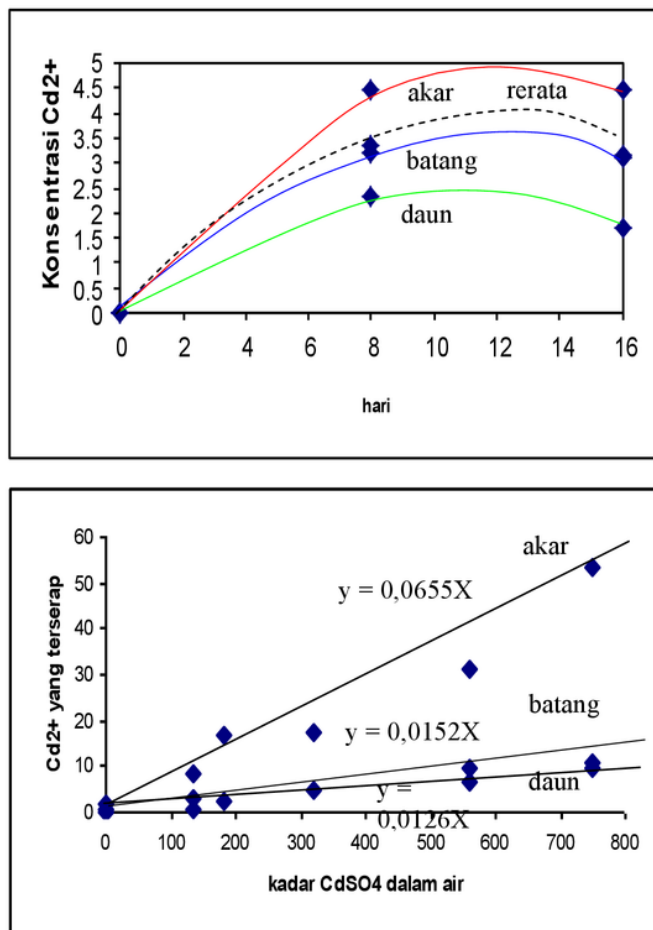 Konsentrasi Cd2+
5
4.5
4
3.5
3
2.5
2
1.5
1
0.5
0
akar
rerata
batang
daun
0 2 4 6 8 10 12 14 16
hari
Cd2+ yang terserap
60
50
40
30
20
10
0
akar
y = 0,0655X
batang
y = 0,0152X
daun
y =
0,0126X
0 100 200 300 400 500 600 700 800
kadar CdSO4 dalam air